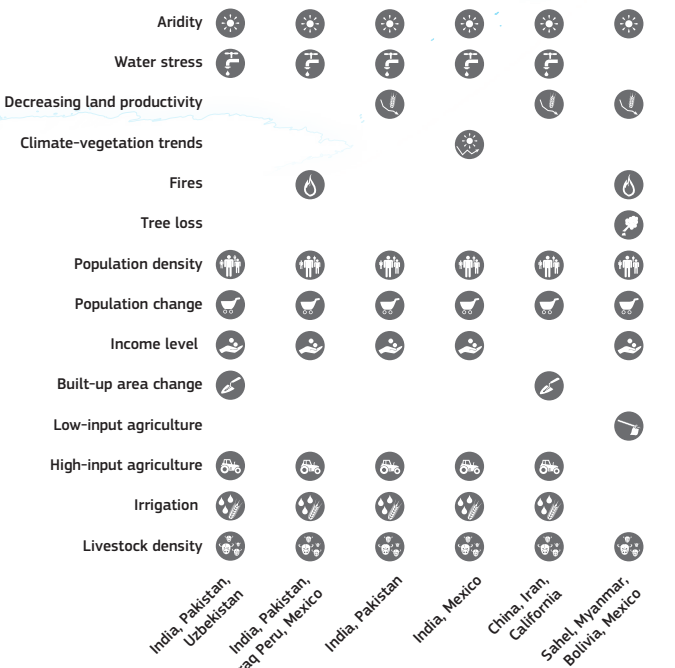 Aridity
Water stress
Decreasing land productivity
Climate-vegetation trends
Fires
Tree loss
Population density
Population change
Income level
Built-up area change
Low-input agriculture
High-input agriculture
Irrigation
Livestock density
India, Pakistan,
Uzbekistan
India, Pakistan,
Peru, Mexico
India, Pakistan
India, Mexico
China, Iran,
California
Sahel, Myanmar,
Bolivia, Mexico